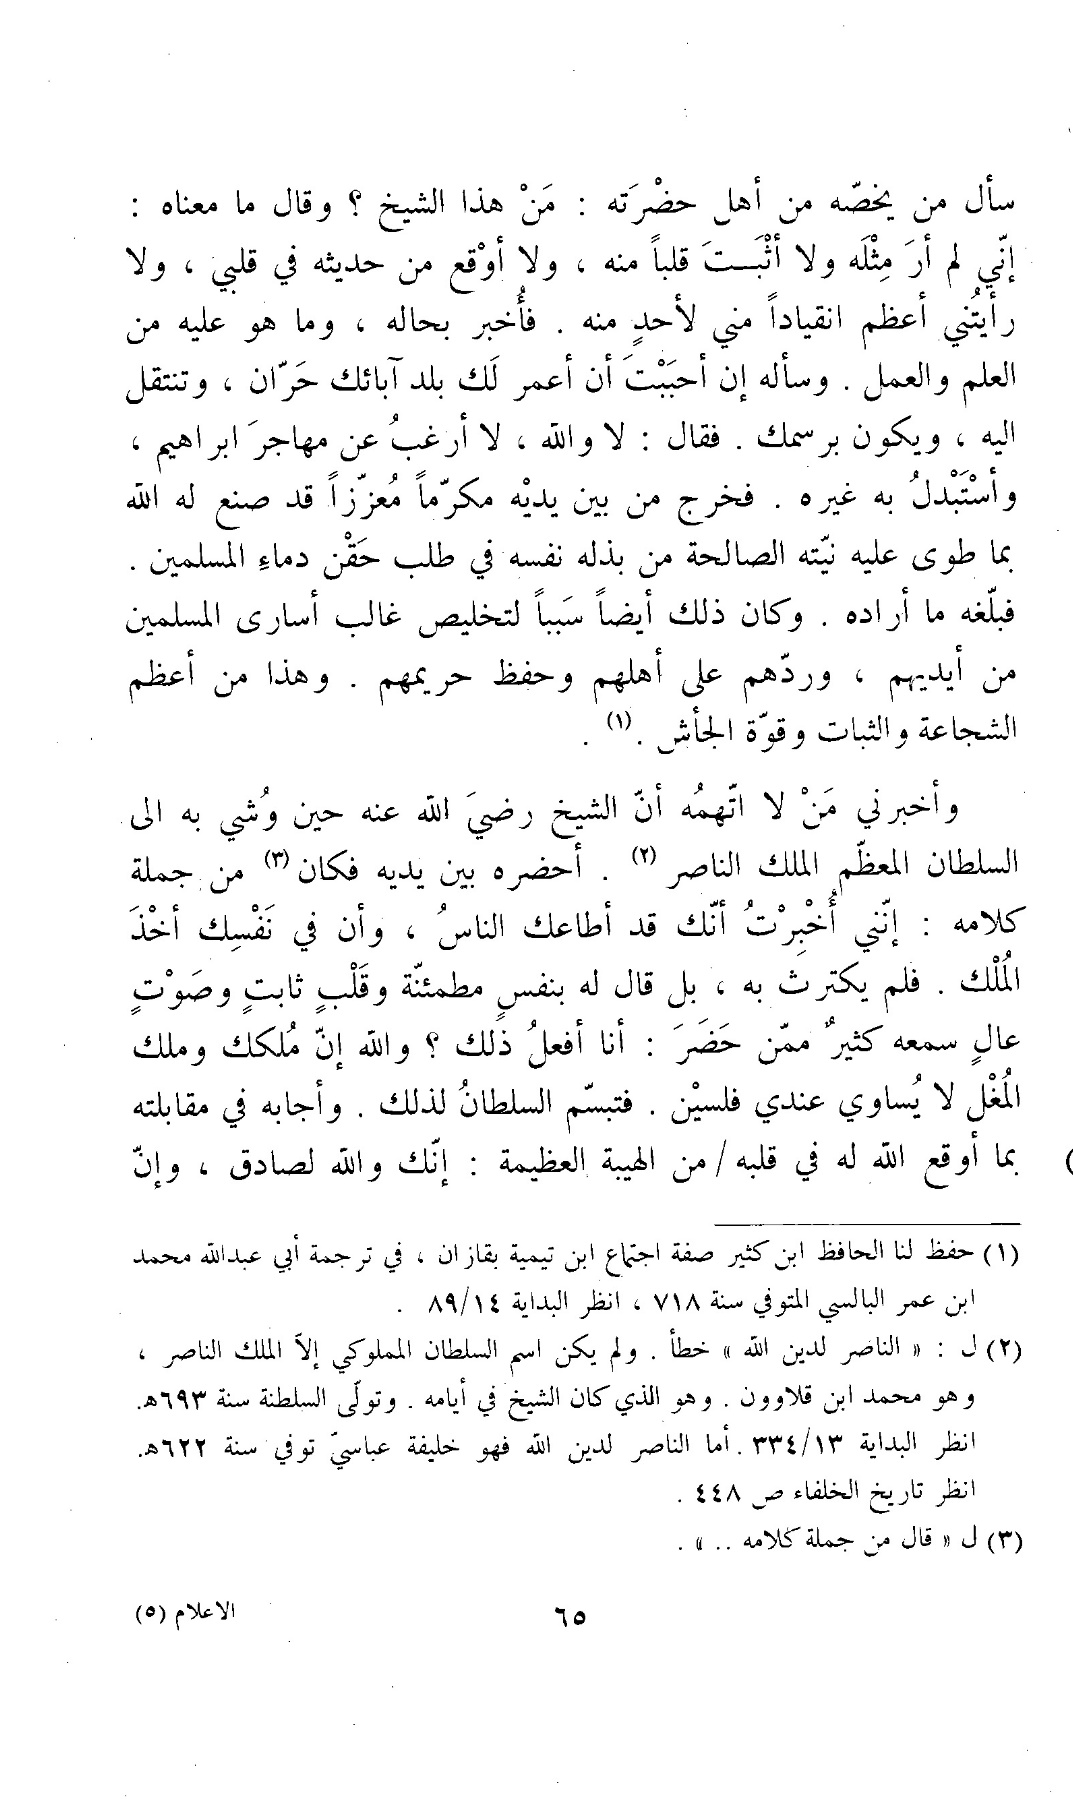 سأل من يخصّه من أهل حضْرَته : مَنْ هذا الشيخ ؟ وقال ما معناه :
إنّي لم أرَ مِثْلَه ولا أثْبَــتَ قلباً منه ، ولا أوْقع من حديثه في قلبي ، ولا
رأيتُني أعظم انقياداً مني لأحدٍ منه . فأُخبر بحاله ، وما هو عليه من
العلم والعمل . وسأله إن أحبَبْتَ أن أعمر لَك بلد آبائك حَرّان ، وتنتقل
اليه ، ويكون برسمك . فقال : لا والله ، لا أرغبُ عن مهاجرَ ابراهيم ،
وأسْتَبْدلُ به غيره . فخرج من بين يديْه مكرّماً مُعزّزاً قد صنع له الله
بما طوى عليه نيّته الصالحة من بذله نفسه في طلب حَقْن دماءِ المسلمين .
فبلّغه ما أراده . وكان ذلك أيضاً سَبباً لتخليص غالب أسارى المسلمين
من أيديهم ، وردّهم على أهلهم وحفظ حريمهم . وهذا من أعظم
الشجاعة والثبات وقوّة الجأش .(١) .
وأخبرني مَنْ لا اتّهمُه أنّ الشيخ رضيَ الله عنه حين وُشي به الى
السلطان المعظّم الملك الناصر (٢) . أحضره بين يديه فكان (٣) من جملة
كلامه : إنّني أُخْبِرْتُ أنّك قد أطاعك الناسُ ، وأن في نَفْسِك أخْذَ
المُلْك . فلم يكترث به ، بل قال له بنفسٍ مطمئنّة وقَلْبٍ ثابتٍ وصَوْتٍ
عالٍ سمعه كثيرٌ ممّن حَضَرَ : أنا أفعلُ ذلك ؟ والله إنّ مُلكك وملك
المُغْل لا يُساوي عندي فلسيْن . فتبسّم السلطانُ لذلك . وأجابه في مقابلته
بما أوقع الله له في قلبه / من الهيبة العظيمة : إنّك والله لصادق ، وإنّ
(١) حفظ لنا الحافظ ابن كثير صفة اجتماع ابن تيمية بقازان ، في ترجمة أبي عبدالله محمد
ابن عمر البالسي المتوفي سنة ٧١٨ ، انظر البداية ٨٩/١٤ .
(٢) ل : « الناصر لدين الله » خطأ . ولم يكن اسم السلطان المملوكي إلاّ الملك الناصر ،
وهو محمد ابن قلاوون . وهو الذي كان الشيخ في أيامه . وتولّى السلطنة سنة ٦٩٣هـ.
انظر البداية ٣٣٤/١٣ . أما الناصر لدين الله فهو خليفة عباسيّ توفي سنة ٦٢٢هـ.
انظر تاريخ الخلفاء ص ٤٤٨ .
(٣) ل « قال من جملة كلامه .. » .
٦٥
الاعلام (٥)